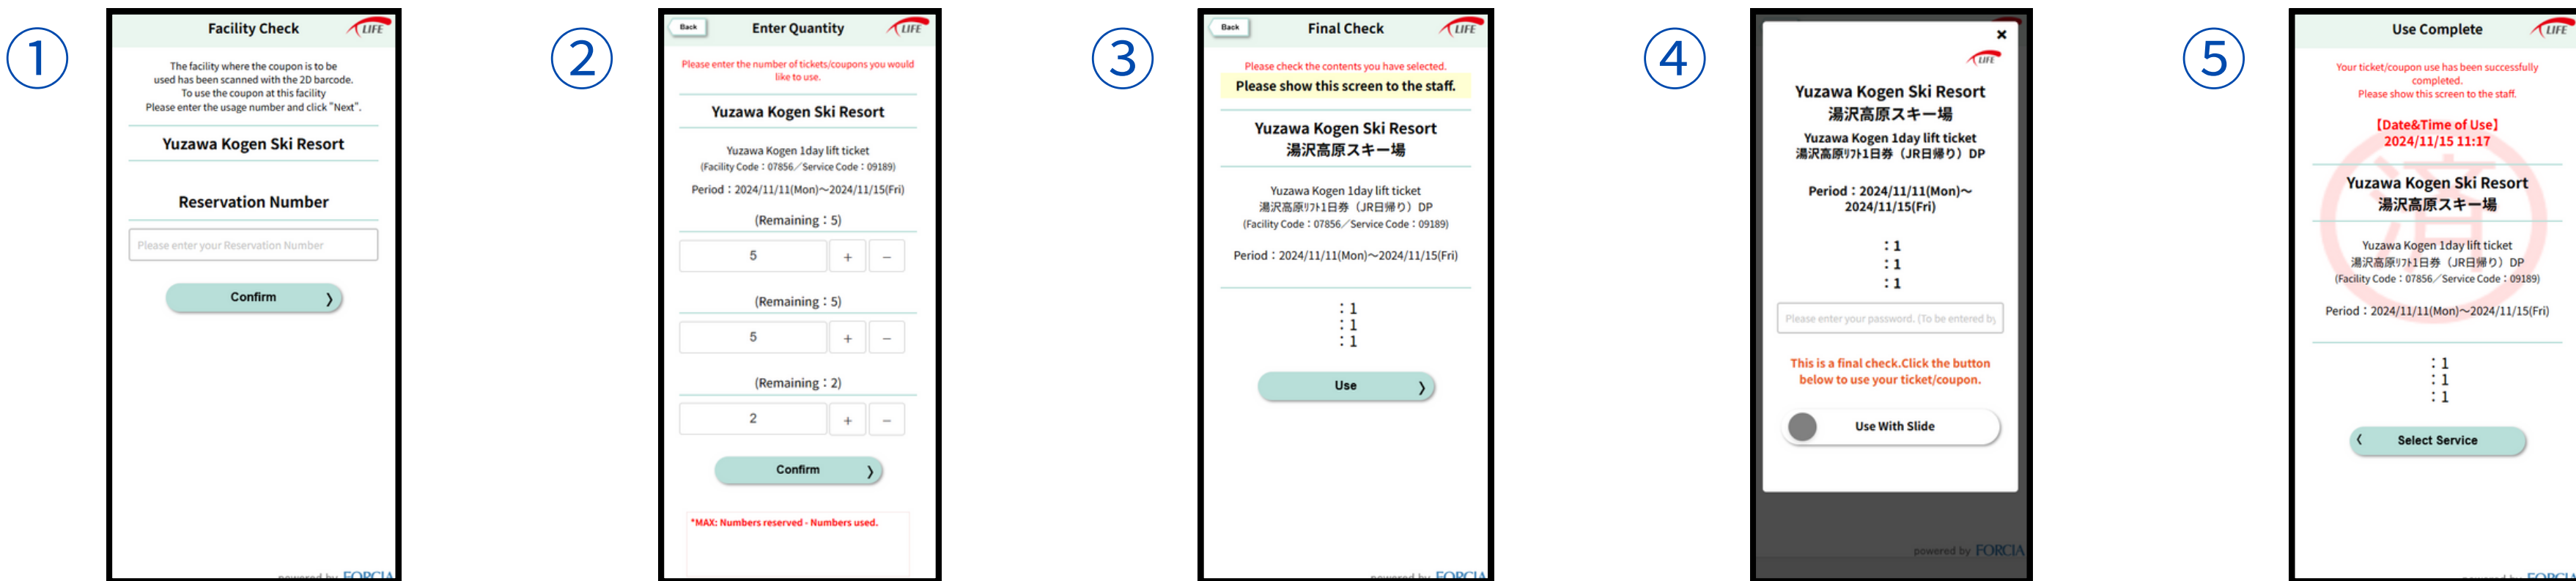 ①
Facility Check
LIFE
The facility where the coupon is to be
used has been scanned with the 2D barcode.
To use the coupon at this facility
Please enter the usage number and click "Next".
Yuzawa Kogen Ski Resort
Reservation Number
Please enter your Reservation Number
Confirm
powered by FORCIA
②
Back
Enter Quantity
LIFE
Please enter the number of tickets/coupons you would
like to use.
Yuzawa Kogen Ski Resort
Yuzawa Kogen 1day lift ticket
(Facility Code：07856／Service Code：09189)
Period：2024/11/11(Mon)～2024/11/15(Fri)
(Remaining：5)
5 + −
(Remaining：5)
5 + −
(Remaining：2)
2 + −
Confirm
*MAX: Numbers reserved - Numbers used.
③
Back
Final Check
LIFE
Please check the contents you have selected.
Please show this screen to the staff.
Yuzawa Kogen Ski Resort
湯沢高原スキー場
Yuzawa Kogen 1day lift ticket
湯沢高原ﾘﾌﾄ1日券（JR日帰り）DP
(Facility Code：07856／Service Code：09189)
Period：2024/11/11(Mon)～2024/11/15(Fri)
：1
：1
：1
Use
powered by FORCIA
④
×
LIFE
Yuzawa Kogen Ski Resort
湯沢高原スキー場
Yuzawa Kogen 1day lift ticket
湯沢高原ﾘﾌﾄ1日券（JR日帰り）DP
Period：2024/11/11(Mon)～
2024/11/15(Fri)
：1
：1
：1
Please enter your password. (To be entered by
This is a final check.Click the button
below to use your ticket/coupon.
Use With Slide
powered by FORCIA
⑤
Use Complete
LIFE
Your ticket/coupon use has been successfully
completed.
Please show this screen to the staff.
【Date&Time of Use】
2024/11/15 11:17
済
Yuzawa Kogen Ski Resort
湯沢高原スキー場
Yuzawa Kogen 1day lift ticket
湯沢高原ﾘﾌﾄ1日券（JR日帰り）DP
(Facility Code：07856／Service Code：09189)
Period：2024/11/11(Mon)～2024/11/15(Fri)
：1
：1
：1
Select Service
powered by FORCIA